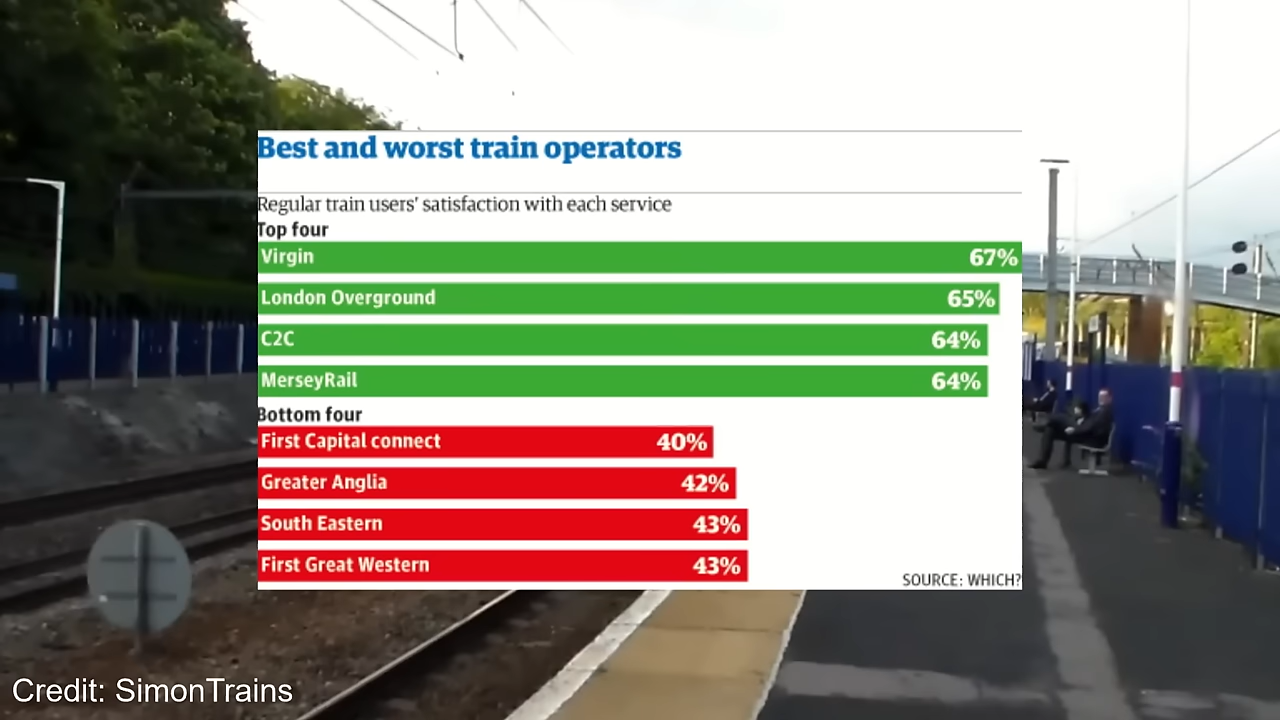 Best and worst train operators
Regular train users' satisfaction with each service
Top four
Virgin 67%
London Overground 65%
C2C 64%
MerseyRail 64%
Bottom four
First Capital connect 40%
Greater Anglia 42%
South Eastern 43%
First Great Western 43%
SOURCE: WHICH?
Credit: SimonTrains